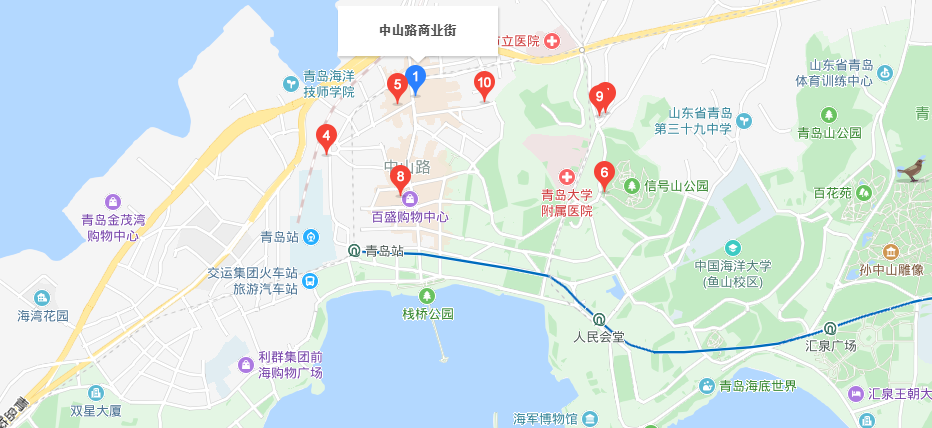 中山路商业街
市立医院
1
5
10
9
4
8
6
青岛海洋
技师学院
山东省青岛
体育训练中心
山东省青岛
第三十九中学
青岛山公园
青
中山路
青岛大学
附属医院
信号山公园
百花苑
青岛金茂湾
购物中心
百盛购物中心
青岛站
青岛站
中国海洋大学
(鱼山校区)
孙中山雕像
交运集团火车站
旅游汽车站
海湾花园
栈桥公园
人民会堂
汇泉广场
利群集团前
海购物广场
青岛海底世界
汇泉王朝大
双星大厦
海军博物馆